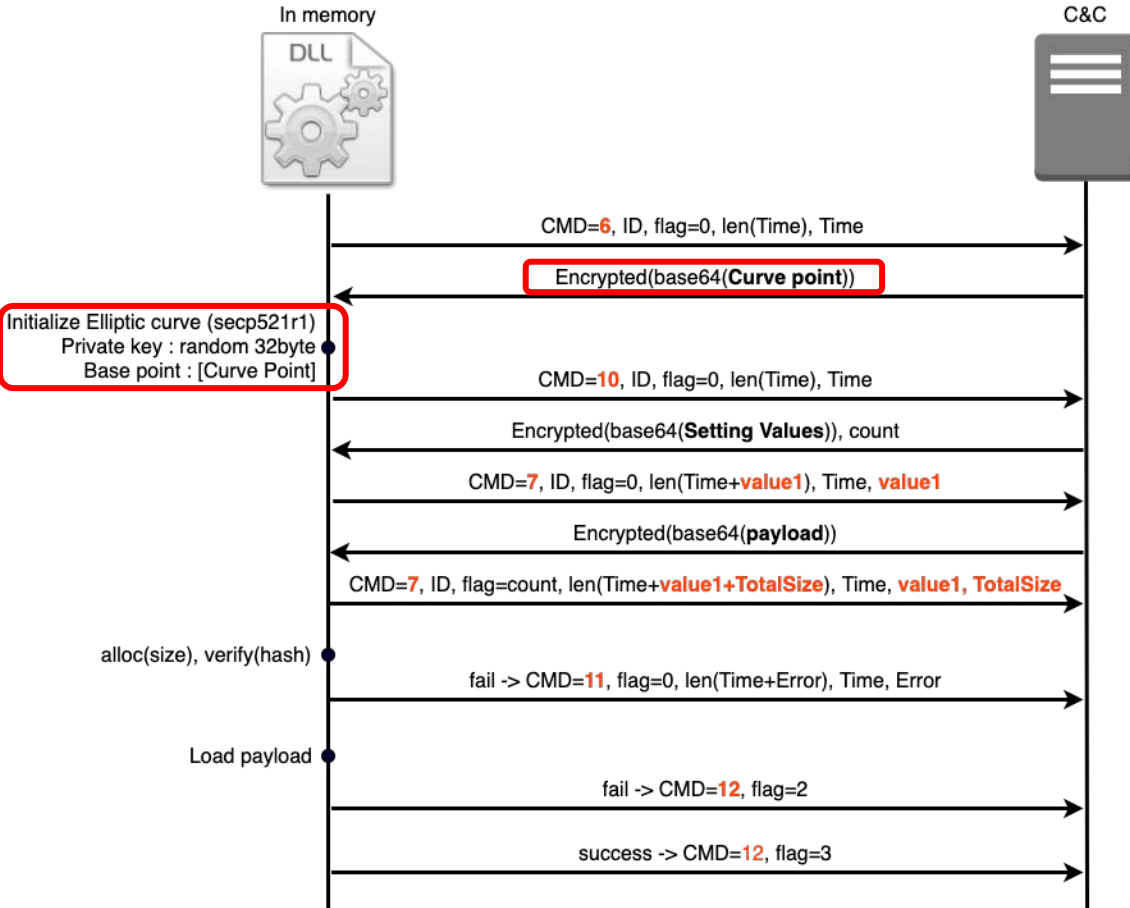 In memory
C&C
DLL
CMD=6, ID, flag=0, len(Time), Time
Encrypted(base64(Curve point))
Initialize Elliptic curve (secp521r1)
Private key : random 32byte
Base point : [Curve Point]
CMD=10, ID, flag=0, len(Time), Time
Encrypted(base64(Setting Values)), count
CMD=7, ID, flag=0, len(Time+value1), Time, value1
Encrypted(base64(payload))
CMD=7, ID, flag=count, len(Time+value1+TotalSize), Time, value1, TotalSize
alloc(size), verify(hash)
fail -> CMD=11, flag=0, len(Time+Error), Time, Error
Load payload
fail -> CMD=12, flag=2
success -> CMD=12, flag=3